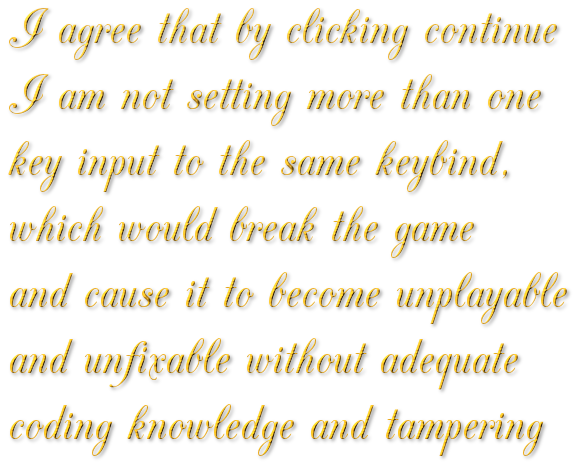 I agree that by clicking continue
I am not setting more than one
key input to the same keybind,
which would break the game
and cause it to become unplayable
and unfixable without adequate
coding knowledge and tampering